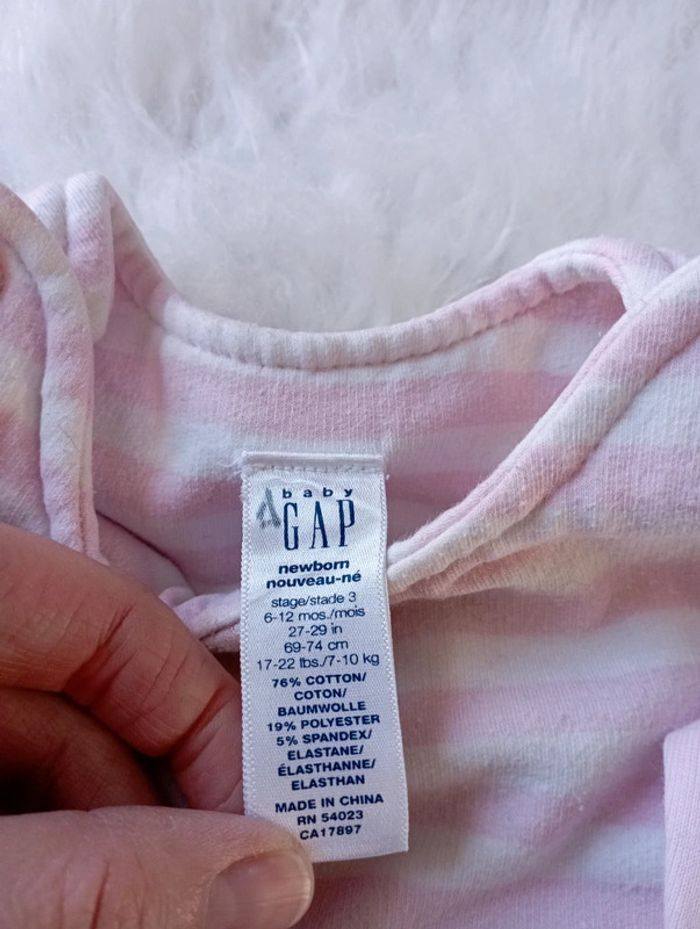 baby
GAP
newborn
nouveau-né
stage/stade 3
6-12 mos./mois
27-29 in
69-74 cm
17-22 lbs./7-10 kg
76% COTTON/
COTON/
BAUMWOLLE
19% POLYESTER
5% SPANDEX/
ELASTANE/
ÉLASTHANNE/
ELASTHAN
MADE IN CHINA
RN 54023
CA17897